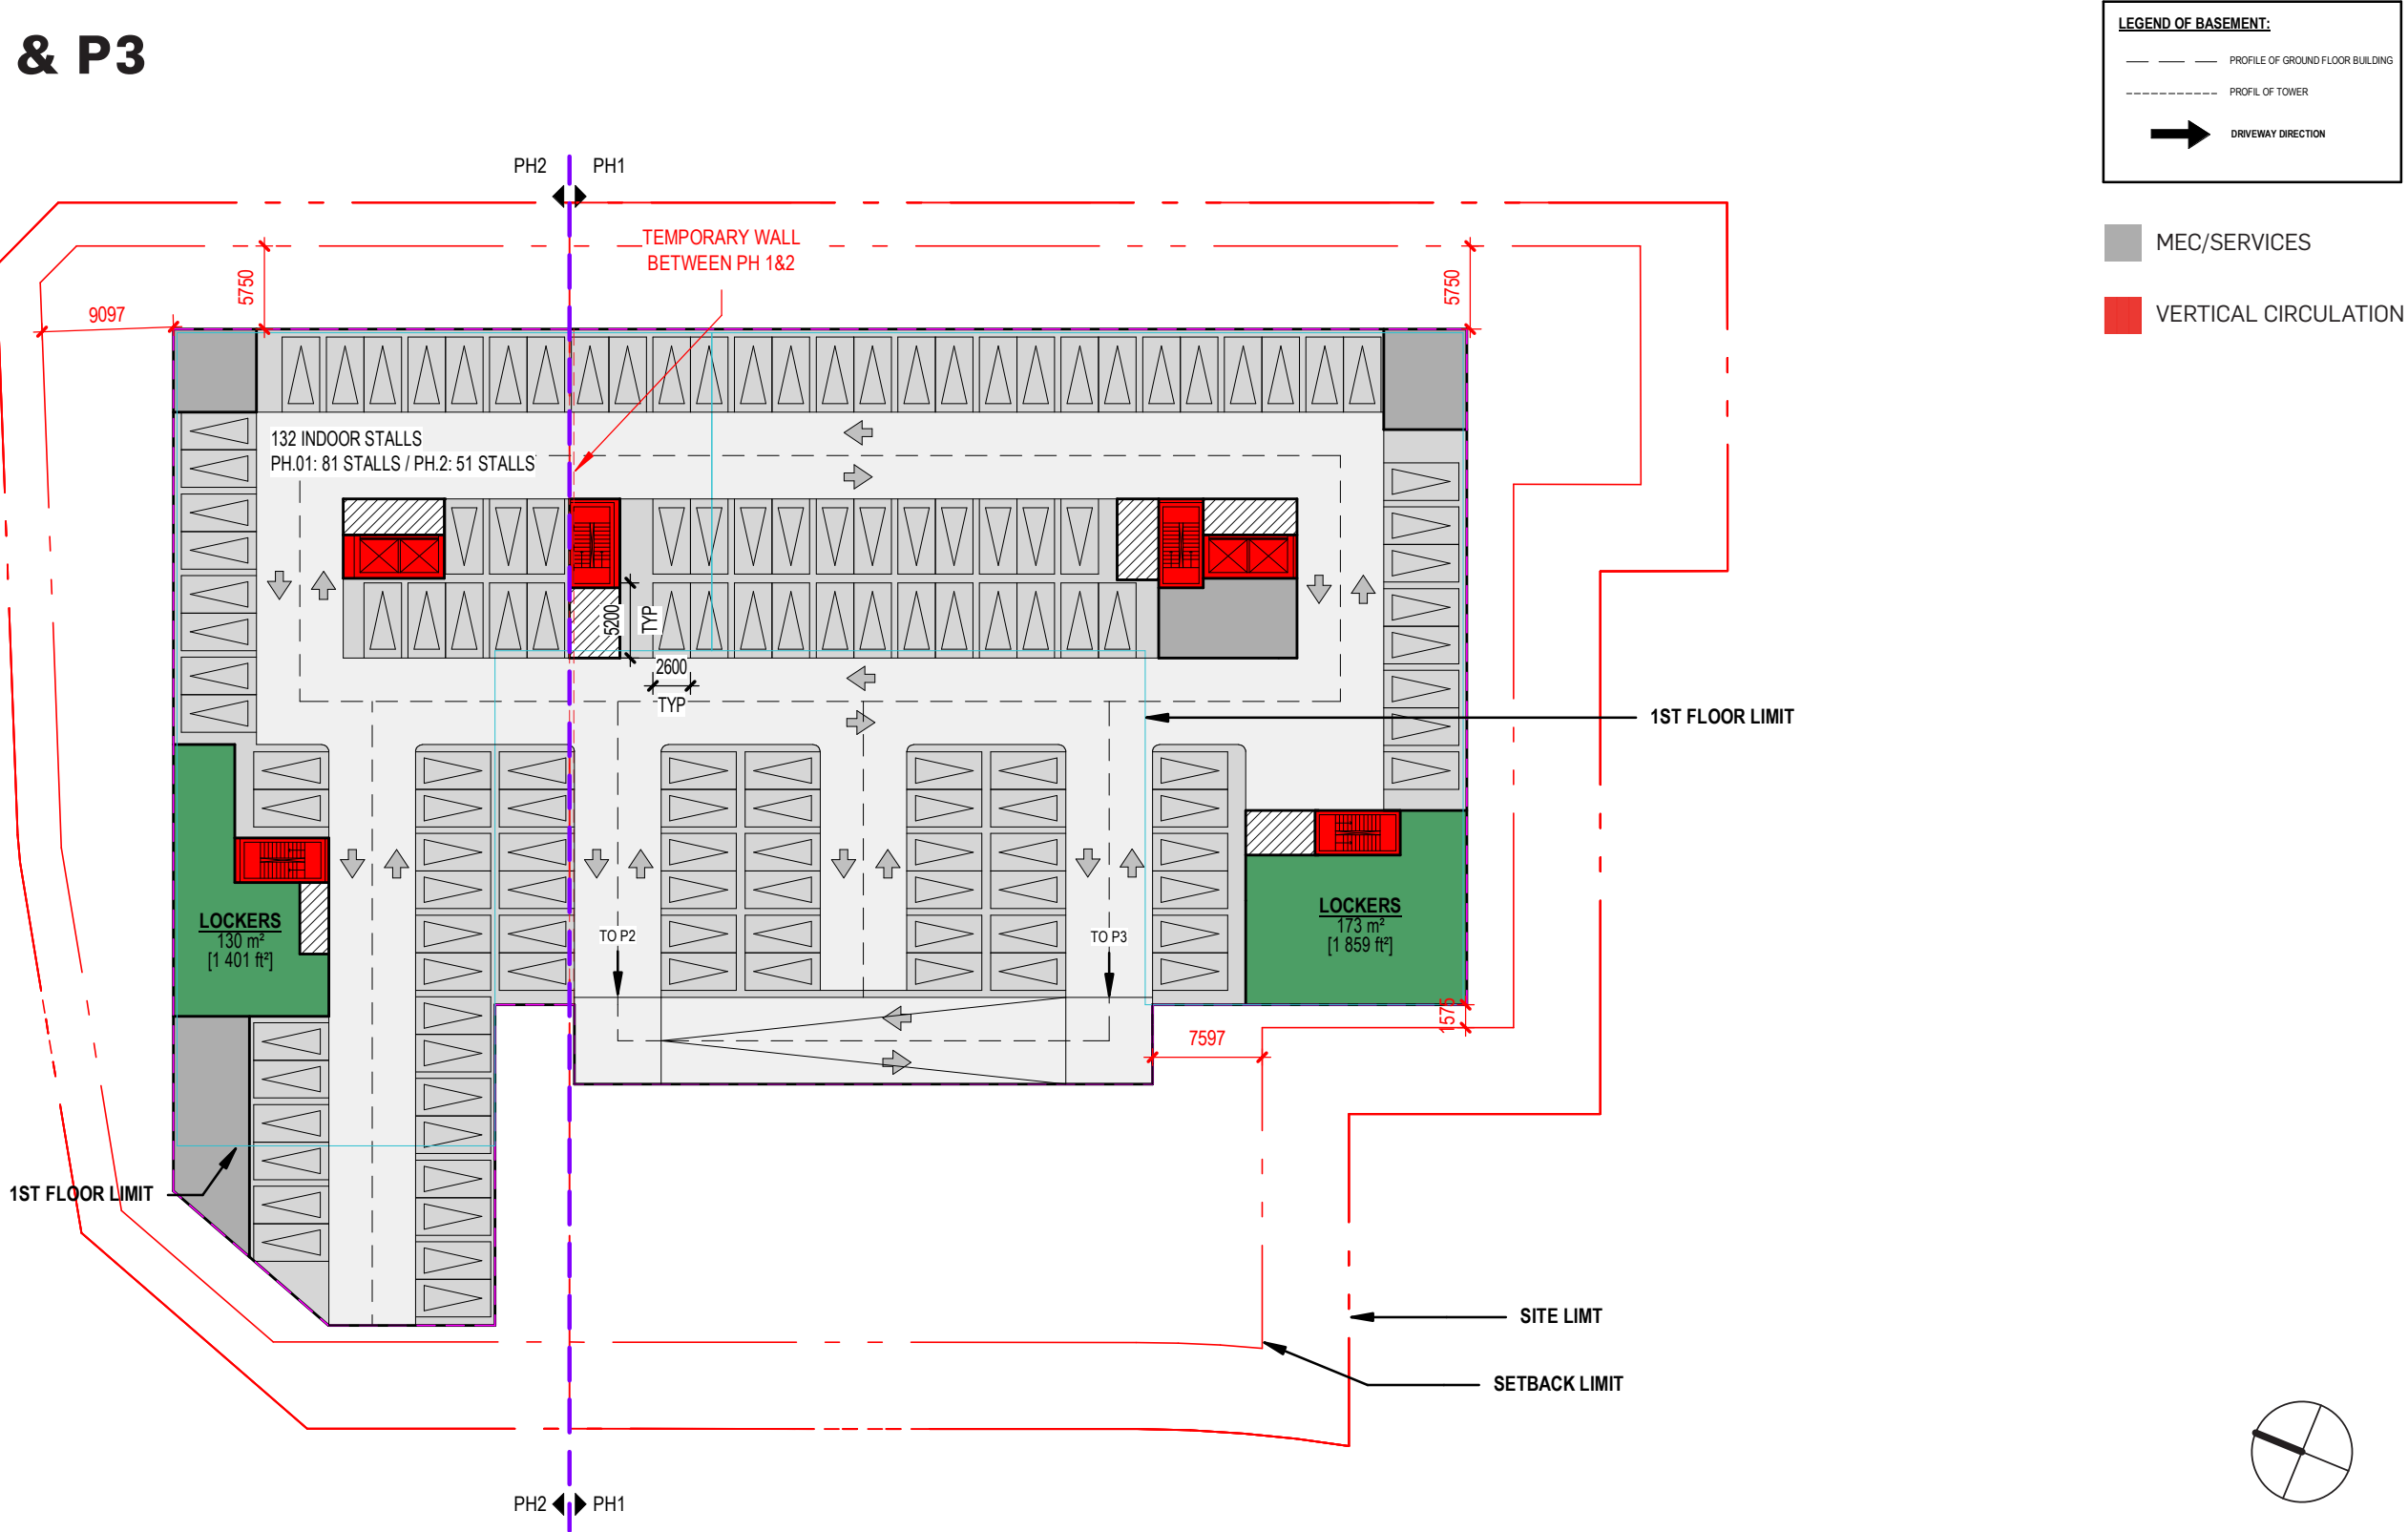 & P3
LEGEND OF BASEMENT:
PROFILE OF GROUND FLOOR BUILDING
PROFIL OF TOWER
DRIVEWAY DIRECTION
MEC/SERVICES
VERTICAL CIRCULATION
PH2
PH1
TEMPORARY WALL
BETWEEN PH 1&2
5750
5750
9097
132 INDOOR STALLS
PH.01: 81 STALLS / PH.2: 51 STALLS
5200
TYP
2600
TYP
1ST FLOOR LIMIT
LOCKERS
130 m²
[1 401 ft²]
TO P2
TO P3
LOCKERS
173 m²
[1 859 ft²]
1575
7597
1ST FLOOR LIMIT
SITE LIMT
SETBACK LIMIT
PH2
PH1